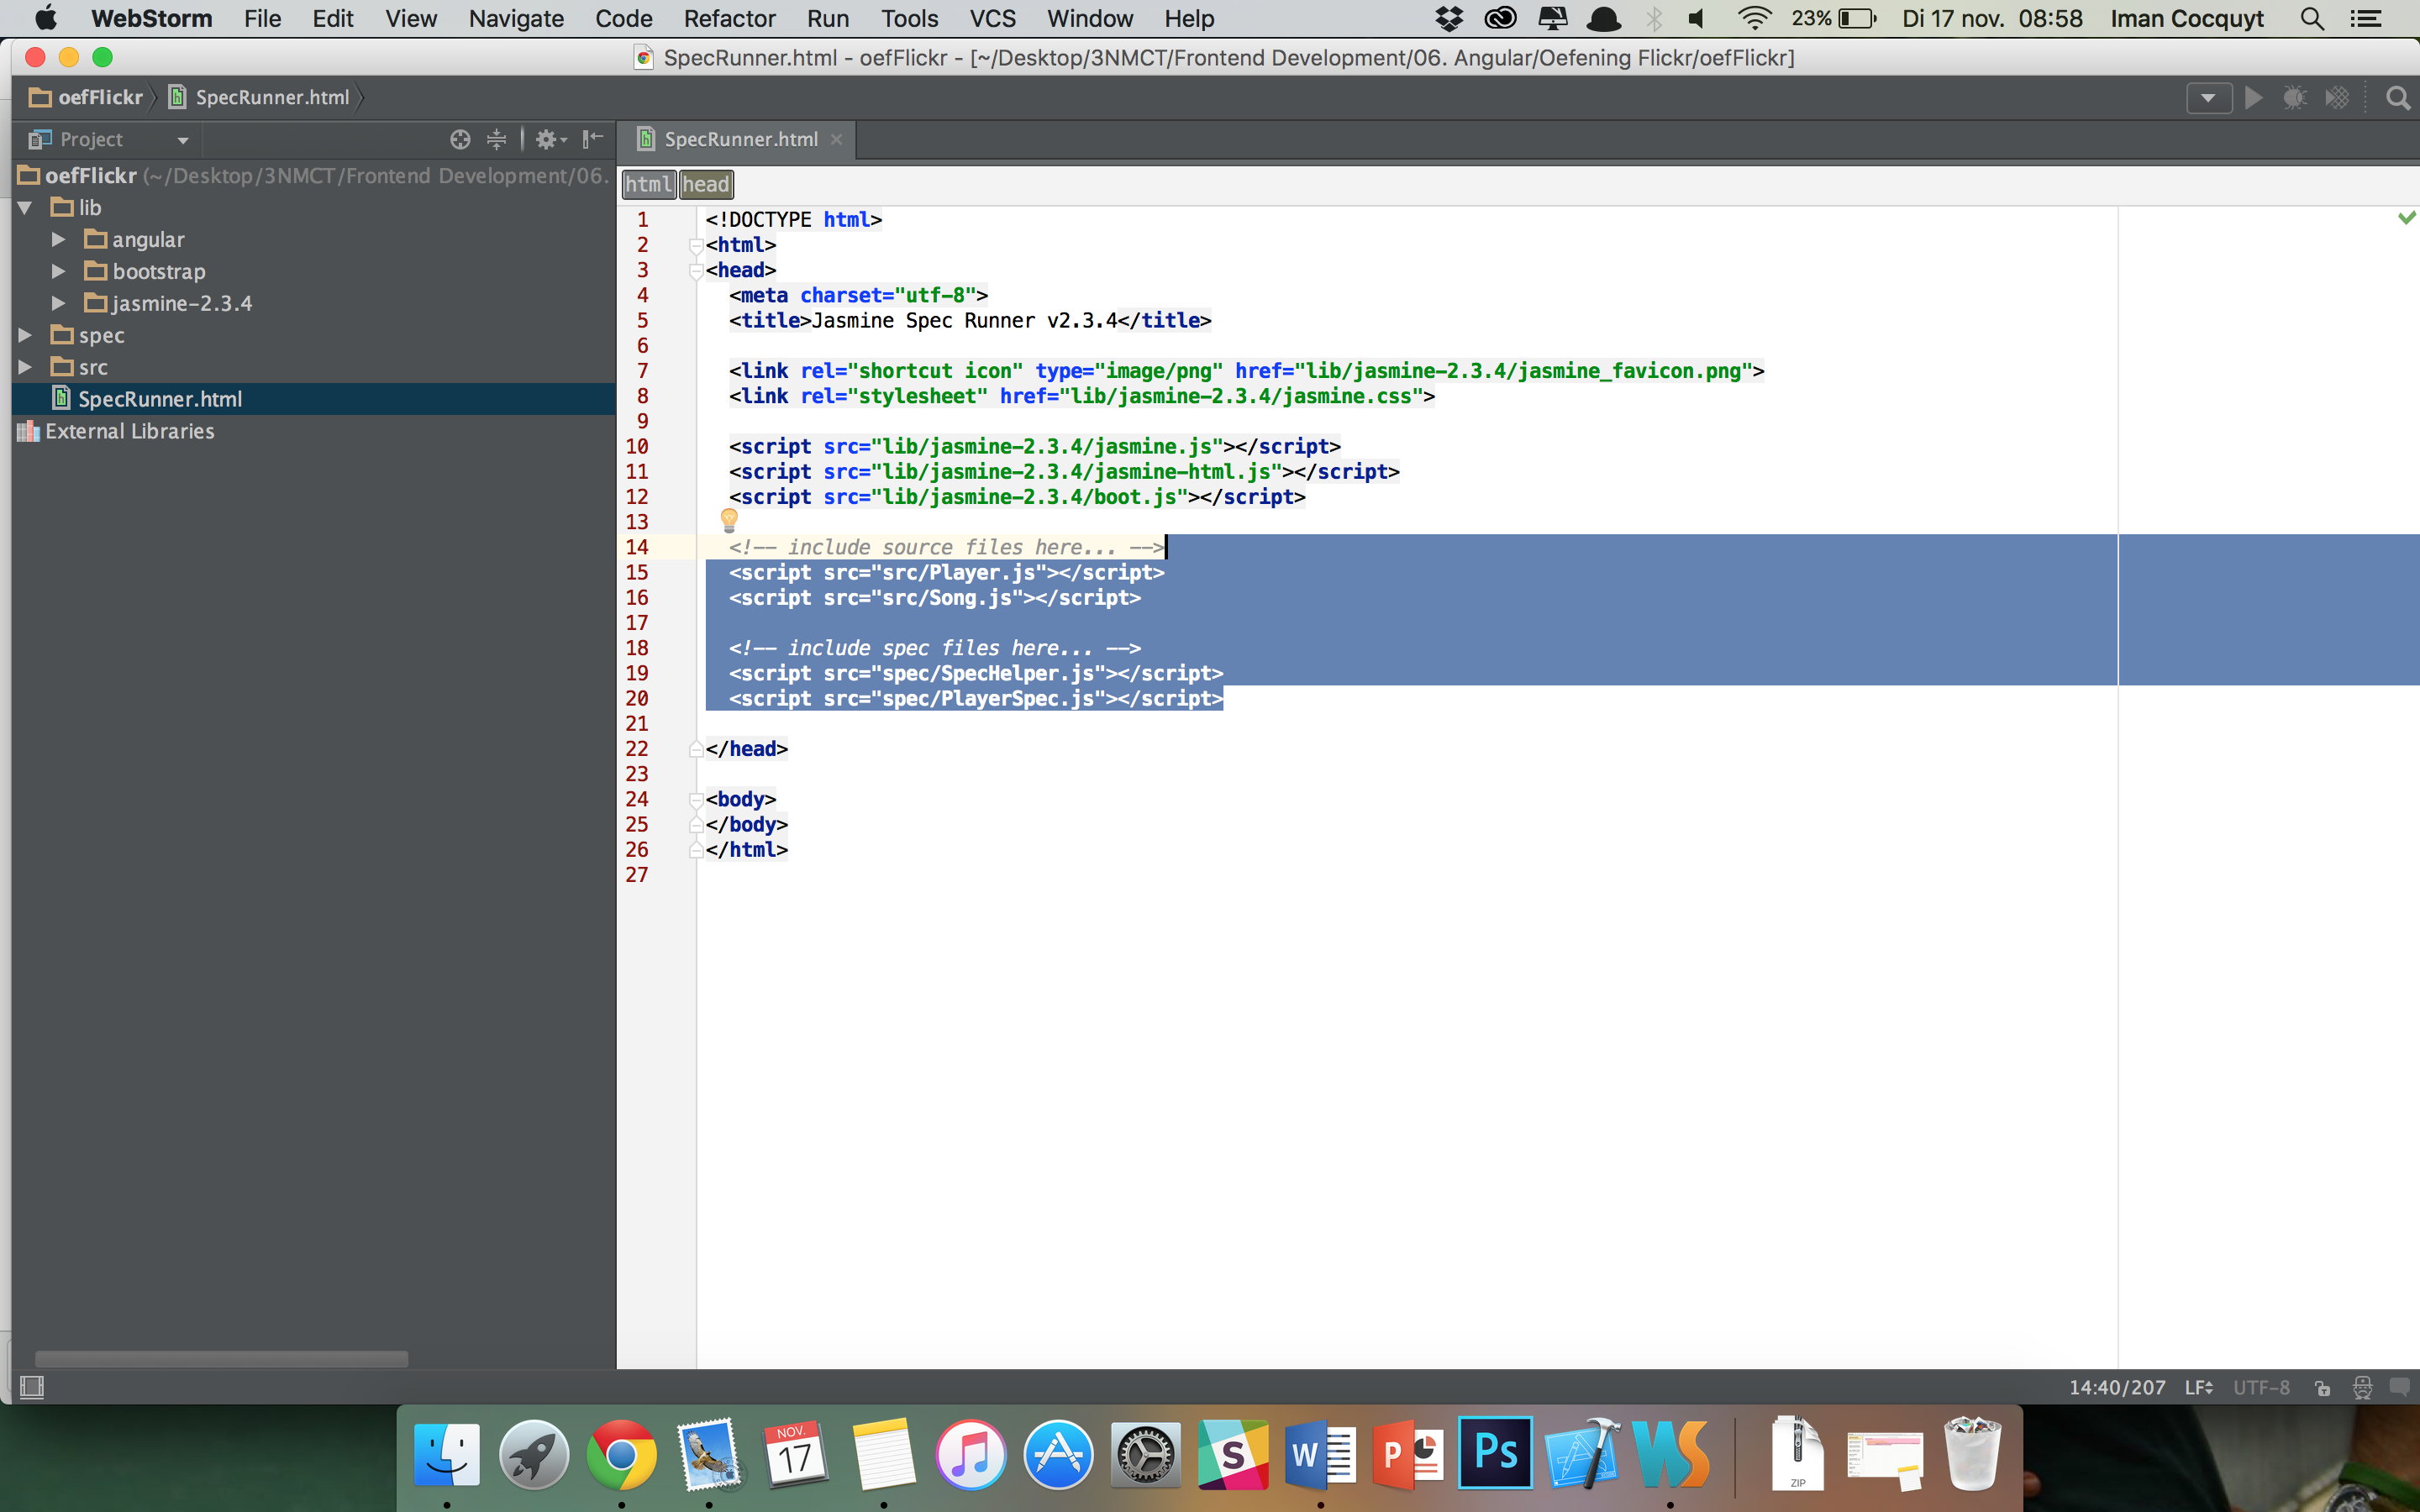 WebStorm File Edit View Navigate Code Refactor Run Tools VCS Window Help 23% Di 17 nov. 08:58 Iman Cocquyt
SpecRunner.html - oefFlickr - [~/Desktop/3NMCT/Frontend Development/06. Angular/Oefening Flickr/oefFlickr]
oefFlickr SpecRunner.html
Project
oefFlickr (~/Desktop/3NMCT/Frontend Development/06.
lib
angular
bootstrap
jasmine-2.3.4
spec
src
SpecRunner.html
External Libraries
SpecRunner.html
html head
1 <!DOCTYPE html>
2 <html>
3 <head>
4 <meta charset="utf-8">
5 <title>Jasmine Spec Runner v2.3.4</title>
6
7 <link rel="shortcut icon" type="image/png" href="lib/jasmine-2.3.4/jasmine_favicon.png">
8 <link rel="stylesheet" href="lib/jasmine-2.3.4/jasmine.css">
9
10 <script src="lib/jasmine-2.3.4/jasmine.js"></script>
11 <script src="lib/jasmine-2.3.4/jasmine-html.js"></script>
12 <script src="lib/jasmine-2.3.4/boot.js"></script>
13
14 <!-- include source files here... -->
15 <script src="src/Player.js"></script>
16 <script src="src/Song.js"></script>
17
18 <!-- include spec files here... -->
19 <script src="spec/SpecHelper.js"></script>
20 <script src="spec/PlayerSpec.js"></script>
21
22 </head>
23
24 <body>
25 </body>
26 </html>
27
14:40/207 LF UTF-8
NOV.
17
S
W
P
Ps
WS
ZIP